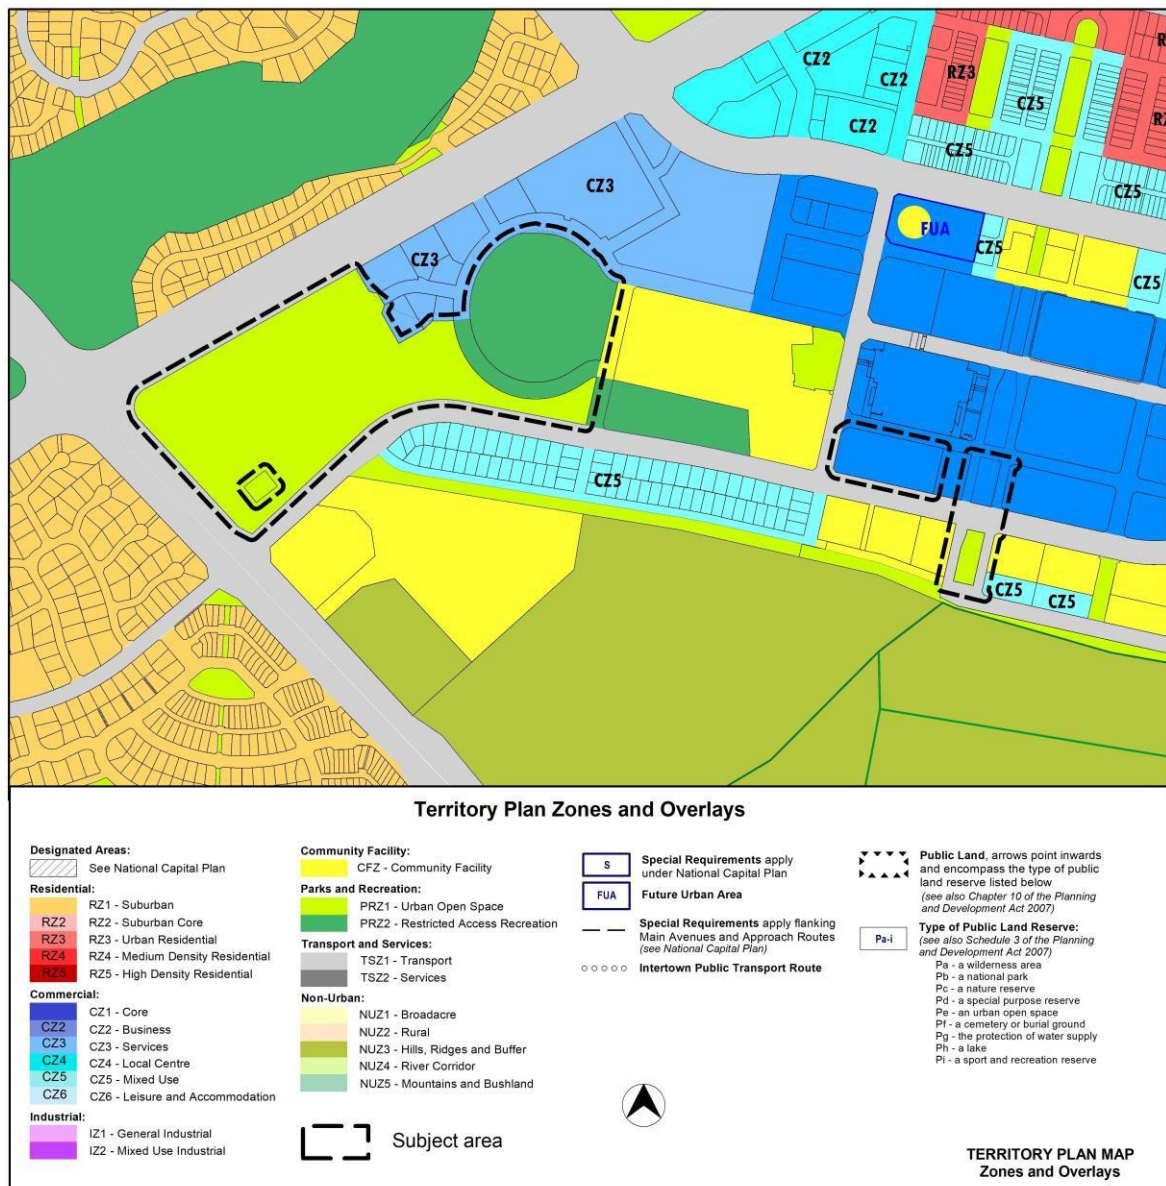 CZ2
CZ2
CZ2
RZ3
R
CZ5
RZ
CZ5
CZ5
CZ3
CZ3
FUA
CZ5
CZ5
CZ5
CZ5
CZ5
Territory Plan Zones and Overlays
Designated Areas:
See National Capital Plan
Residential:
RZ1 - Suburban
RZ2 RZ2 - Suburban Core
RZ3 RZ3 - Urban Residential
RZ4 RZ4 - Medium Density Residential
RZ5 RZ5 - High Density Residential
Commercial:
CZ1 - Core
CZ2 CZ2 - Business
CZ3 CZ3 - Services
CZ4 CZ4 - Local Centre
CZ5 CZ5 - Mixed Use
CZ6 CZ6 - Leisure and Accommodation
Industrial:
IZ1 - General Industrial
IZ2 - Mixed Use Industrial
Community Facility:
CFZ - Community Facility
Parks and Recreation:
PRZ1 - Urban Open Space
PRZ2 - Restricted Access Recreation
Transport and Services:
TSZ1 - Transport
TSZ2 - Services
Non-Urban:
NUZ1 - Broadacre
NUZ2 - Rural
NUZ3 - Hills, Ridges and Buffer
NUZ4 - River Corridor
NUZ5 - Mountains and Bushland
Subject area
S Special Requirements apply
under National Capital Plan
FUA Future Urban Area
Special Requirements apply flanking
Main Avenues and Approach Routes
(see National Capital Plan)
Intertown Public Transport Route
Public Land, arrows point inwards
and encompass the type of public
land reserve listed below
(see also Chapter 10 of the Planning
and Development Act 2007)
Pa-i Type of Public Land Reserve:
(see also Schedule 3 of the Planning
and Development Act 2007)
Pa - a wilderness area
Pb - a national park
Pc - a nature reserve
Pd - a special purpose reserve
Pe - an urban open space
Pf - a cemetery or burial ground
Pg - the protection of water supply
Ph - a lake
Pi - a sport and recreation reserve
TERRITORY PLAN MAP
Zones and Overlays